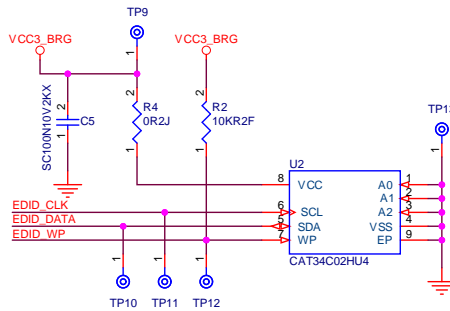 TP9
VCC3_BRG
VCC3_BRG
1
2
1
SC100N10V2KX
C5
2
1
R4
0R2J
2
1
R2
10KR2F
TP13
1
U2
8
VCC
A0
1
A1
2
EDID_CLK
6
SCL
A2
3
EDID_DATA
5
SDA
VSS
4
EDID_WP
7
WP
EP
9
CAT34C02HU4
1
1
1
TP10
TP11
TP12